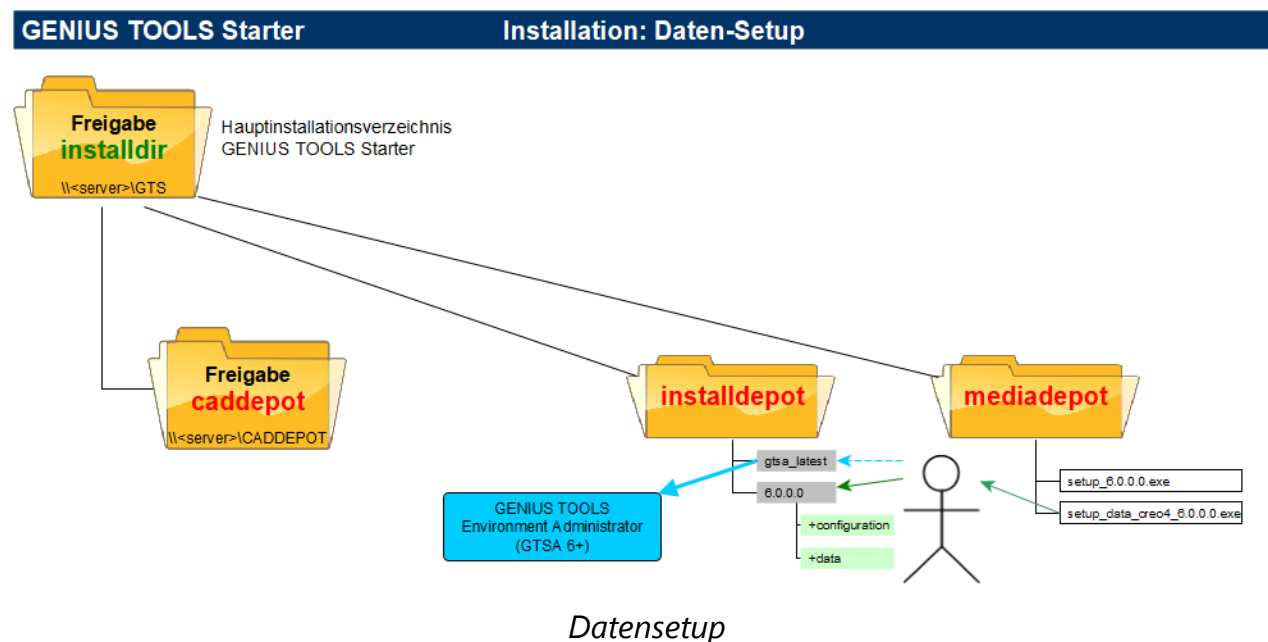 GENIUS TOOLS Starter Installation: Daten-Setup
Freigabe
installdir
\\<server>\GTS
Hauptinstallationsverzeichnis
GENIUS TOOLS Starter
Freigabe
caddepot
\\<server>\CADDEPOT
installdepot
mediadepot
gtsa_latest
6.0.0.0
+configuration
+data
GENIUS TOOLS
Environment Administrator
(GTSA 6+)
setup_6.0.0.0.exe
setup_data_creo4_6.0.0.0.exe
Datensetup